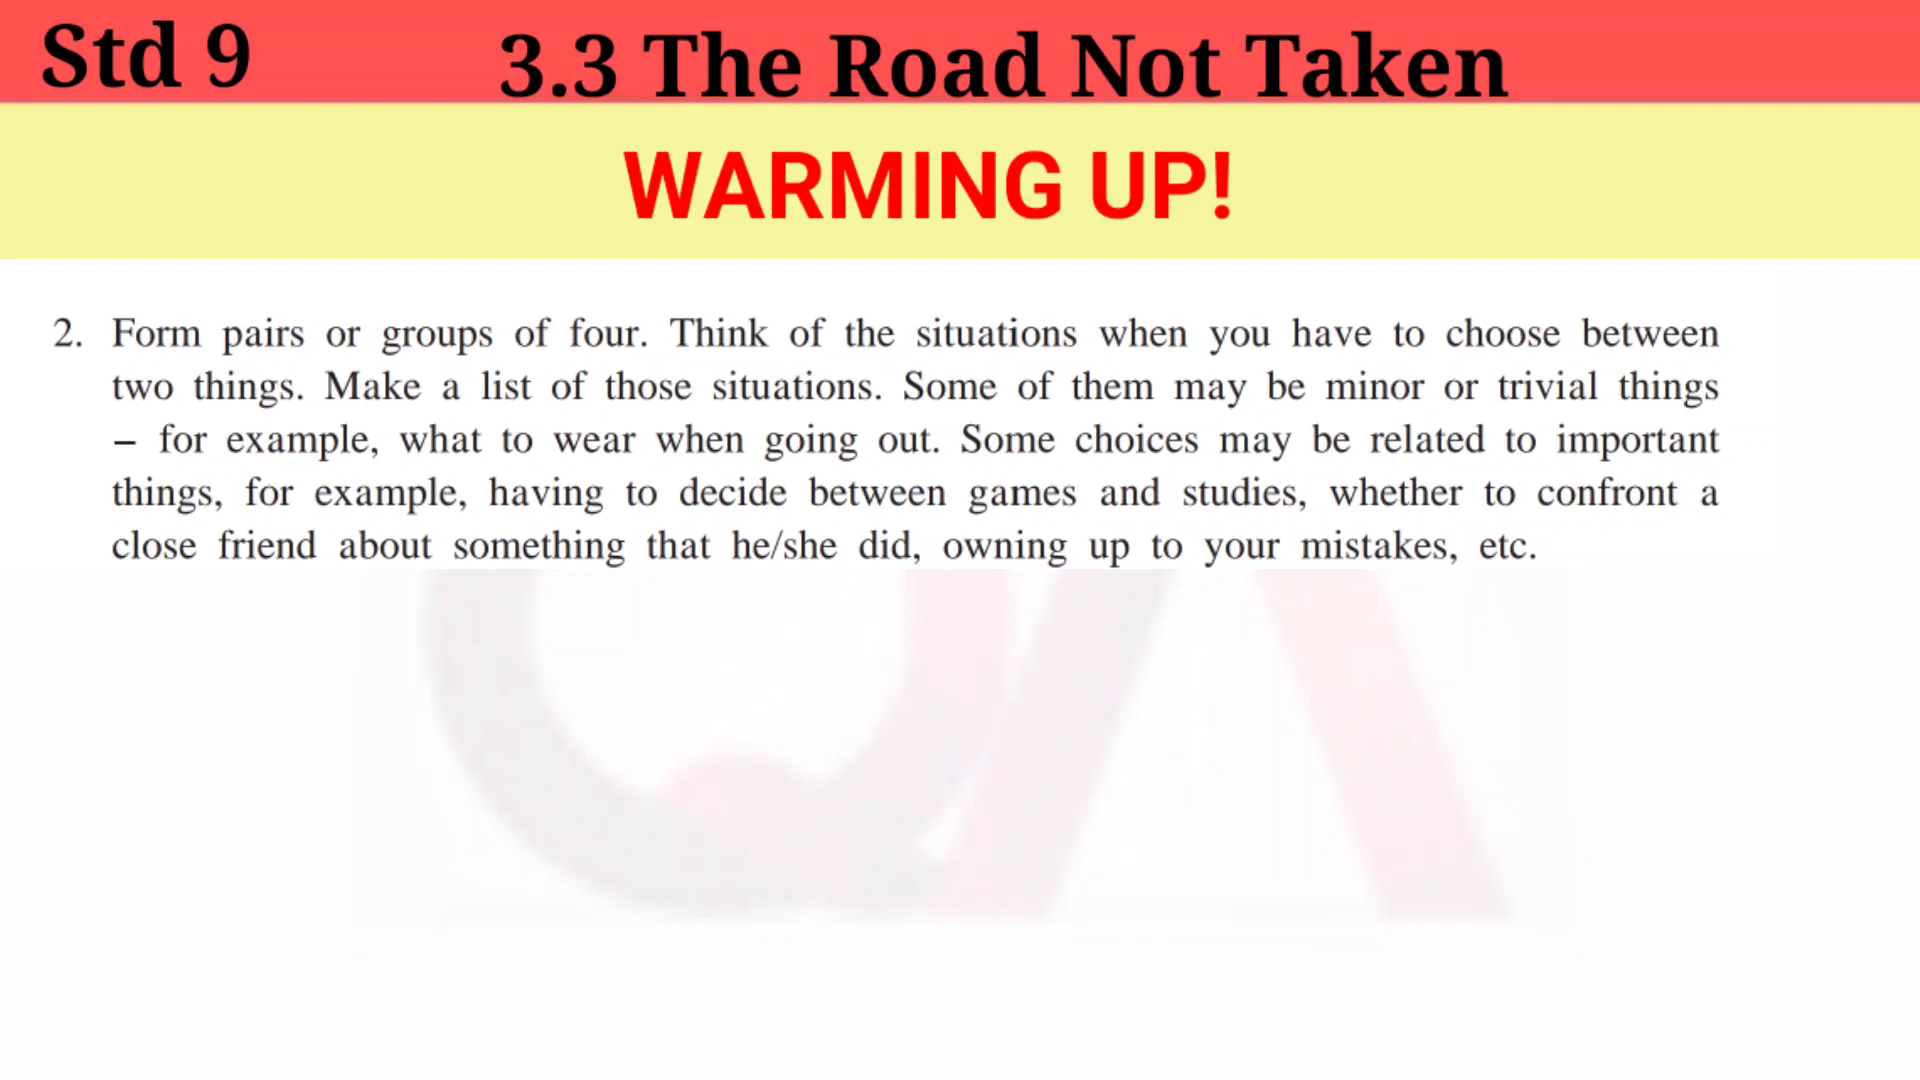 Std 9
3.3 The Road Not Taken
WARMING UP!
2. Form pairs or groups of four. Think of the situations when you have to choose between
two things. Make a list of those situations. Some of them may be minor or trivial things
– for example, what to wear when going out. Some choices may be related to important
things, for example, having to decide between games and studies, whether to confront a
close friend about something that he/she did, owning up to your mistakes, etc.